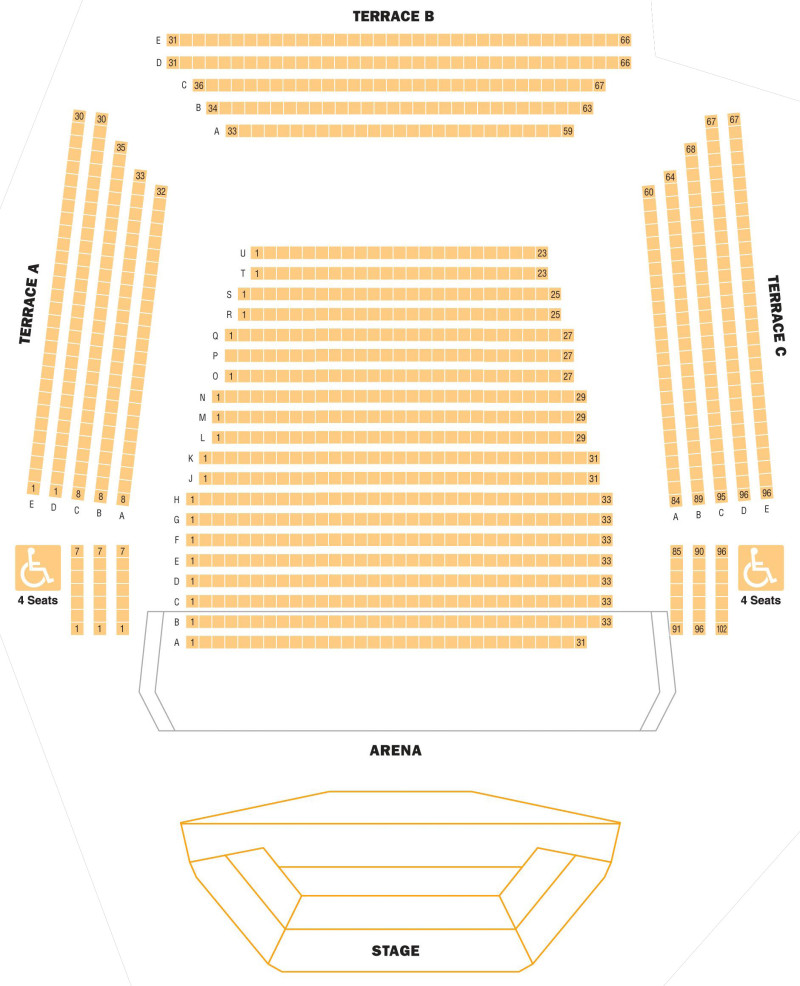 TERRACE C
67 96 E
67 96 D
68 95 C
64 89 B
60 84 A
4 Seats
96 102
90 96
85 91
TERRACE B
E 31 66
D 31 66
C 36 67
B 34 63
A 33 59
U 1 23
T 1 23
S 1 25
R 1 25
Q 1 27
P 27
O 1 27
N 1 29
M 1 29
L 1 29
K 1 31
J 1 31
H 1 33
G 1 33
F 1 33
E 1 33
D 1 33
C 1 33
B 1 33
A 1 31
ARENA
STAGE
32 8 A
33 8 B
35 8 C
30 1 D
30 1 E
TERRACE A
7 1
7 1
7 1
4 Seats